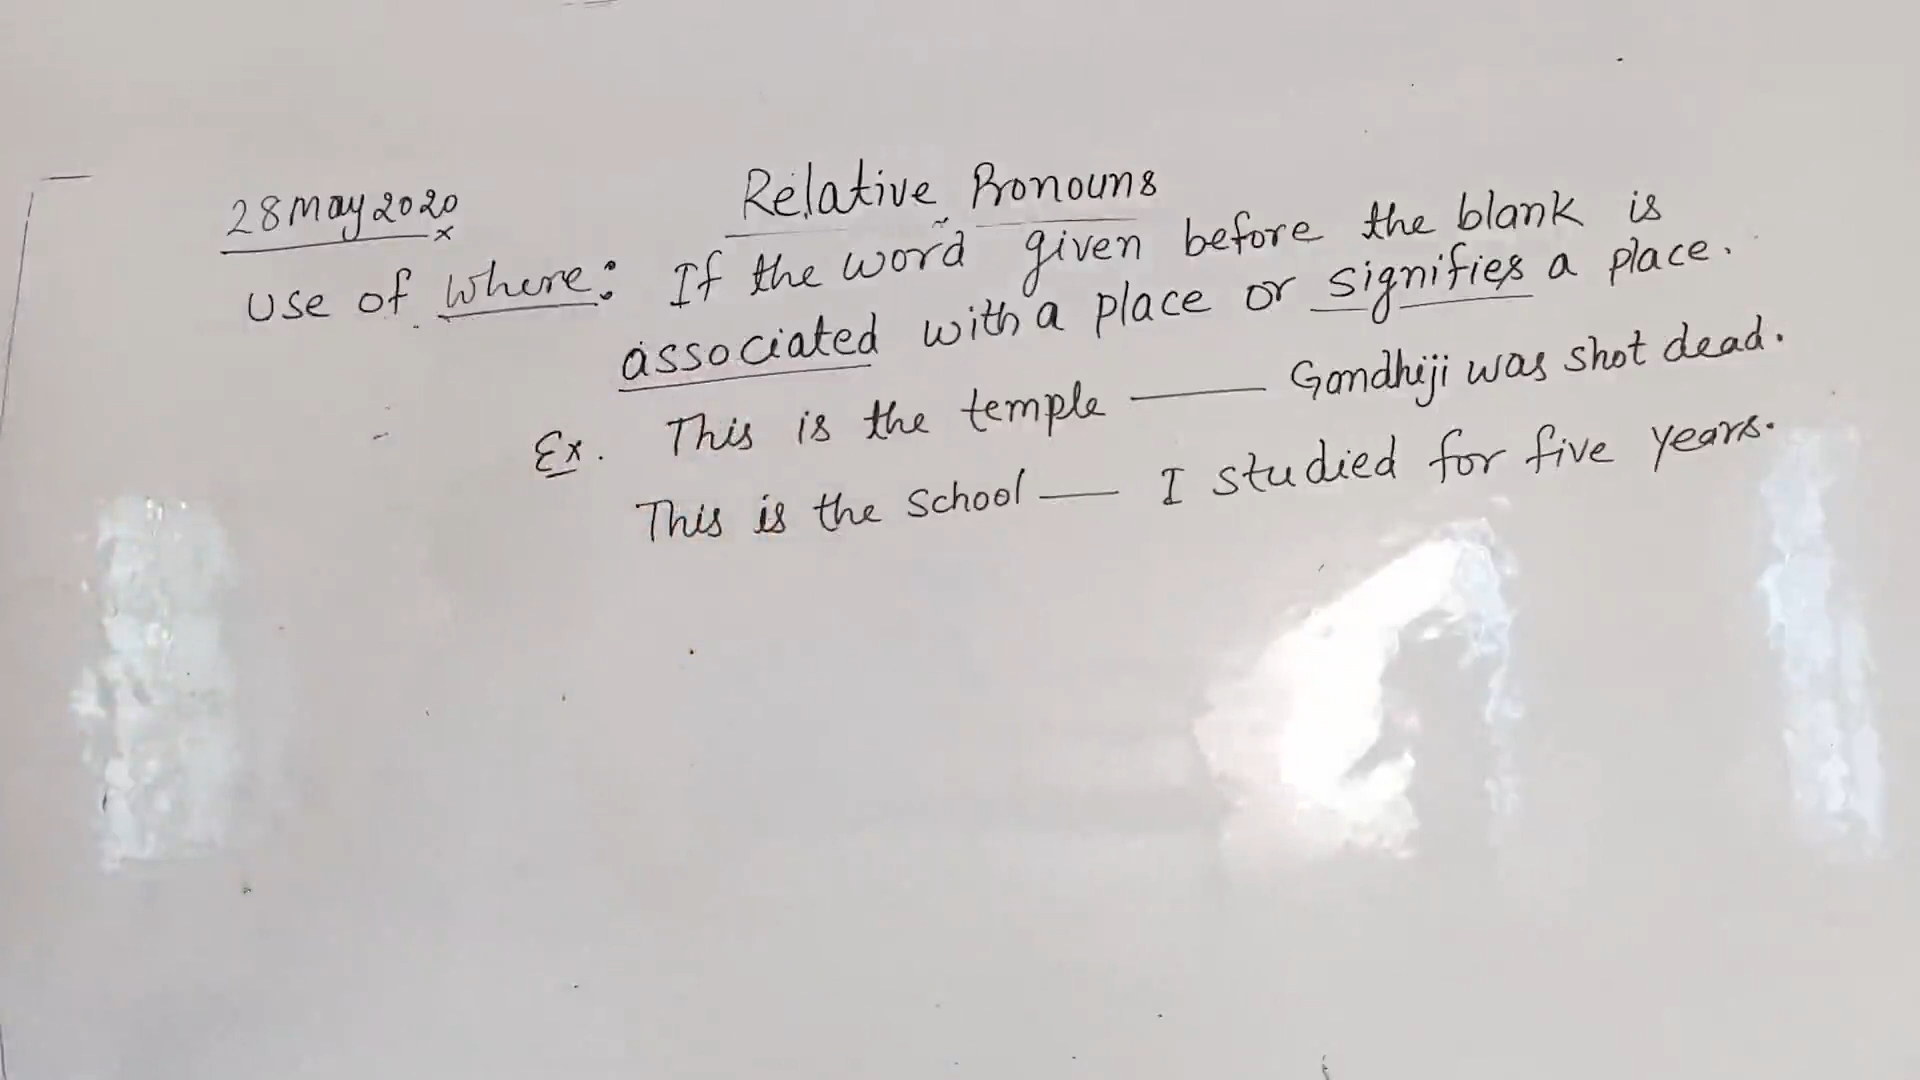 Relative Pronouns
28 May 2020
Use of Where: If the word given before the blank is
associated with a place or signifies a place.
Ex. This is the temple ____ Gandhiji was shot dead.
This is the School ___ I studied for five years.